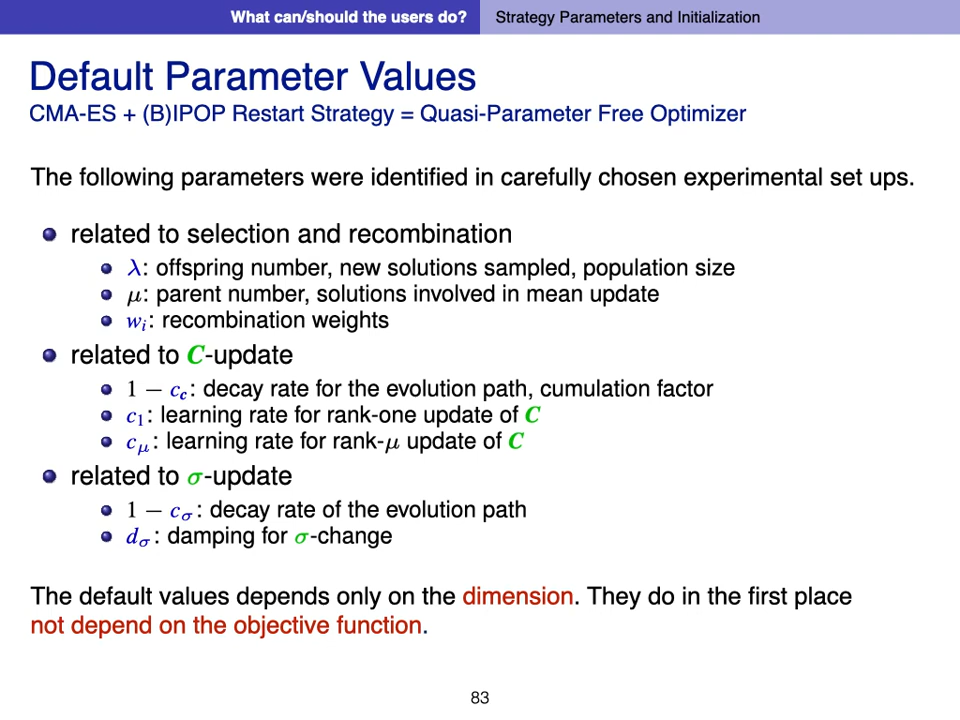 What can/should the users do? Strategy Parameters and Initialization
Default Parameter Values
CMA-ES + (B)IPOP Restart Strategy = Quasi-Parameter Free Optimizer
The following parameters were identified in carefully chosen experimental set ups.
related to selection and recombination
λ: offspring number, new solutions sampled, population size
μ: parent number, solutions involved in mean update
wᵢ: recombination weights
related to C-update
1 − c_c: decay rate for the evolution path, cumulation factor
c₁: learning rate for rank-one update of C
c_μ: learning rate for rank-μ update of C
related to σ-update
1 − c_σ: decay rate of the evolution path
d_σ: damping for σ-change
The default values depends only on the dimension. They do in the first place
not depend on the objective function.
83